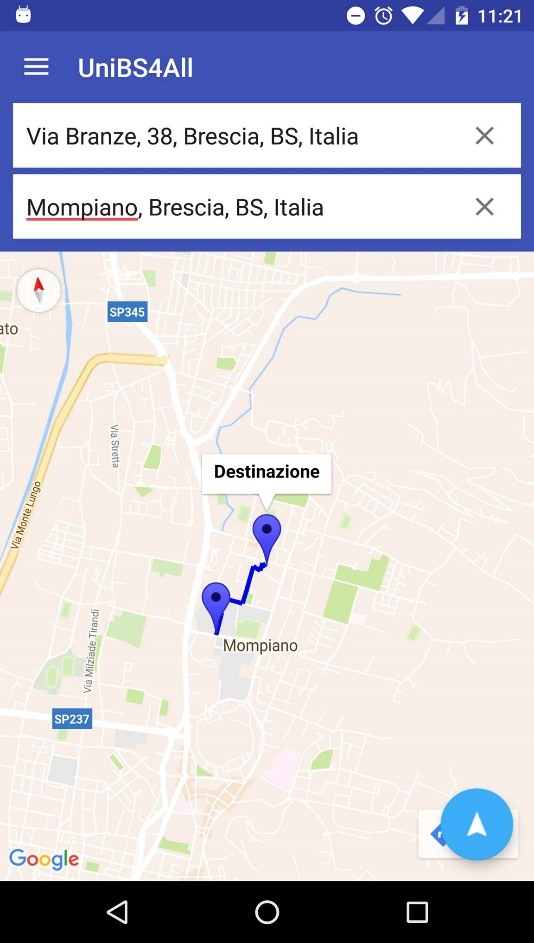 11:21
UniBS4All
Via Branze, 38, Brescia, BS, Italia
Mompiano, Brescia, BS, Italia
SP345
ato
Via Stretta
Destinazione
Via Monte Lungo
Via Milziade Tirandi
Mompiano
SP237
Google